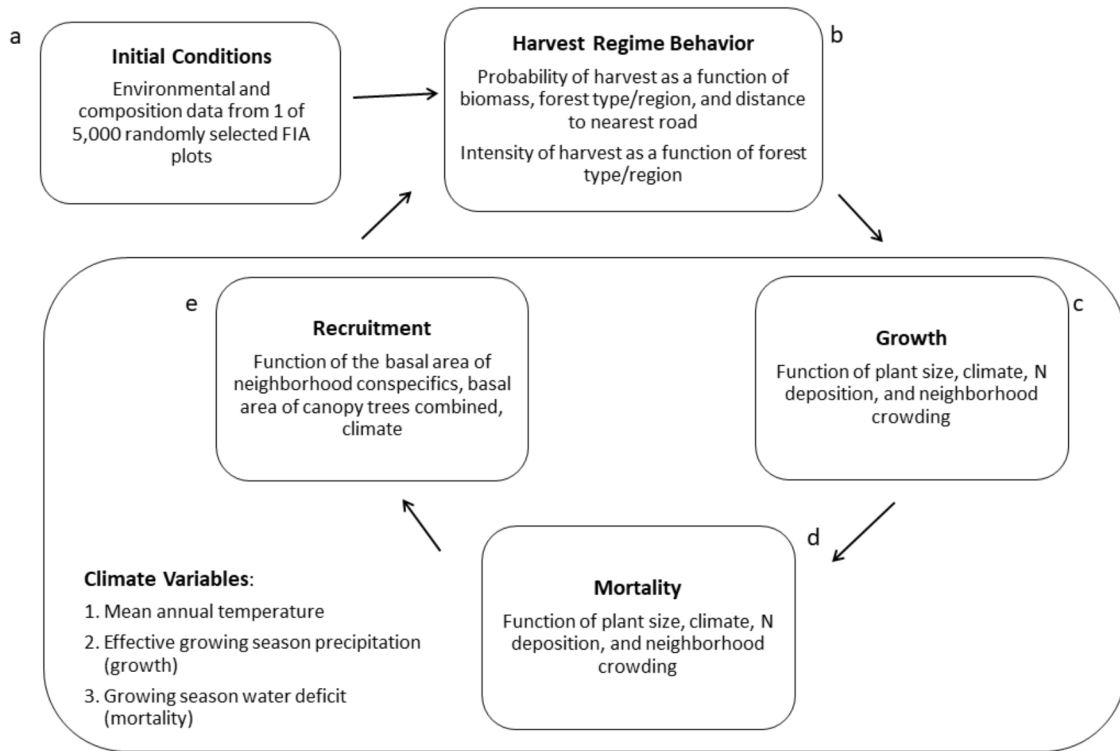 a
Initial Conditions
Environmental and
composition data from 1 of
5,000 randomly selected FIA
plots
b
Harvest Regime Behavior
Probability of harvest as a function of
biomass, forest type/region, and distance
to nearest road
Intensity of harvest as a function of forest
type/region
c
Growth
Function of plant size, climate, N
deposition, and neighborhood
crowding
d
Mortality
Function of plant size, climate, N
deposition, and neighborhood
crowding
e
Recruitment
Function of the basal area of
neighborhood conspecifics, basal
area of canopy trees combined,
climate
Climate Variables:
1. Mean annual temperature
2. Effective growing season precipitation
(growth)
3. Growing season water deficit
(mortality)